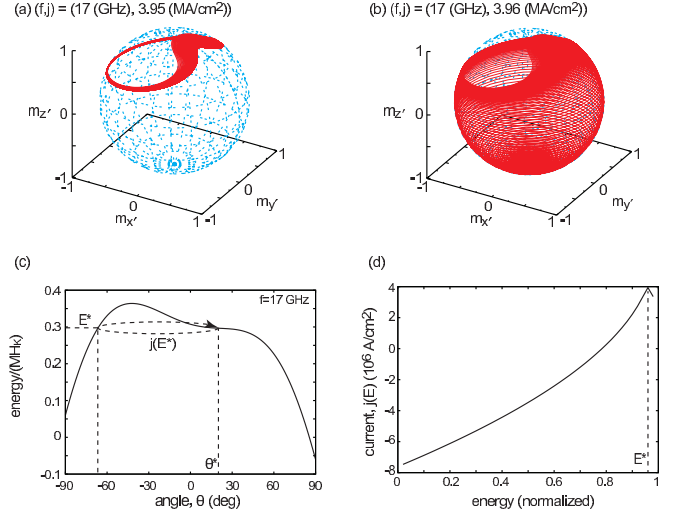 (a) (f,j) = (17 (GHz), 3.95 (MA/cm2))
1
0
-1
mz′
-1
0
1
mx′
-1
0
1
my′
(b) (f,j) = (17 (GHz), 3.96 (MA/cm2))
1
0
-1
mz′
-1
0
1
mx′
-1
0
1
my′
(c)
f=17 GHz
E*
j(E*)
θ*
0.4
0.3
0.2
0.1
0
-0.1
energy/(MHK)
-90
-60
-30
0
30
60
90
angle, θ (deg)
(d)
4
2
0
-2
-4
-6
-8
current, j(E) (10⁶ A/cm2)
E*
0
0.2
0.4
0.6
0.8
1
energy (normalized)